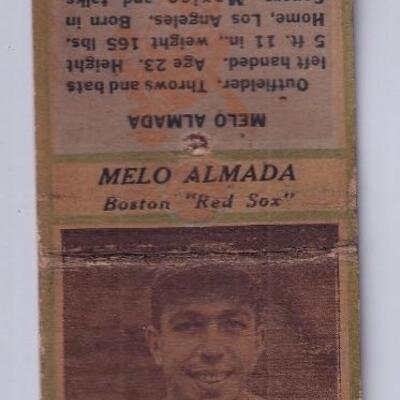 MELO ALMADA
Outfielder. Throws and bats
left handed. Age 23. Height
5 ft. 11 in., weight 165 lbs.
Home, Los Angeles. Born in
Mexico and talks
MELO ALMADA
Boston "Red Sox"